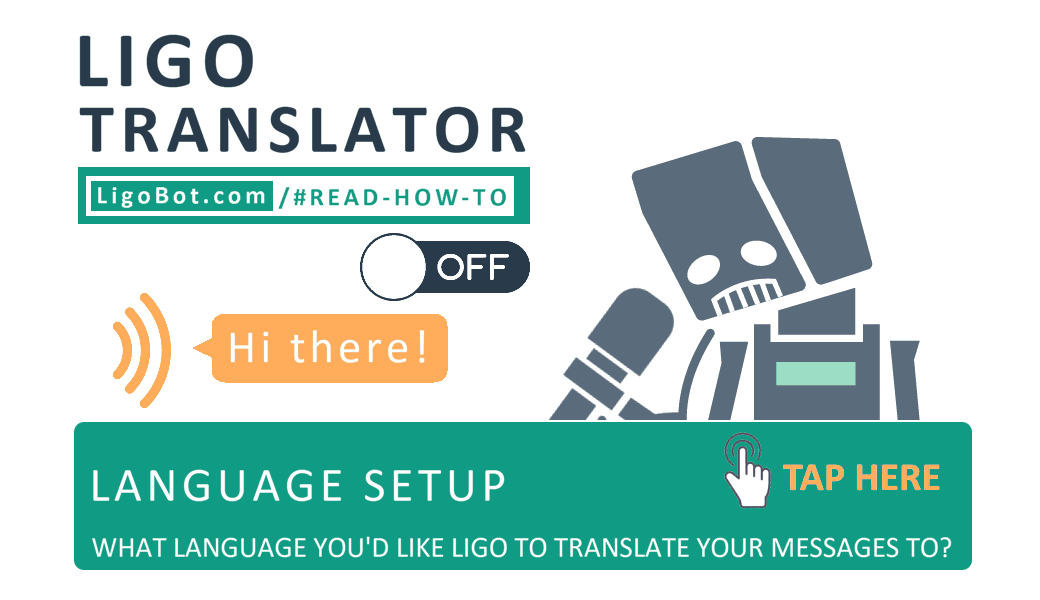 LIGO
TRANSLATOR
LigoBot.com /#READ-HOW-TO
OFF
Hi there!
LANGUAGE SETUP
TAP HERE
WHAT LANGUAGE YOU'D LIKE LIGO TO TRANSLATE YOUR MESSAGES TO?